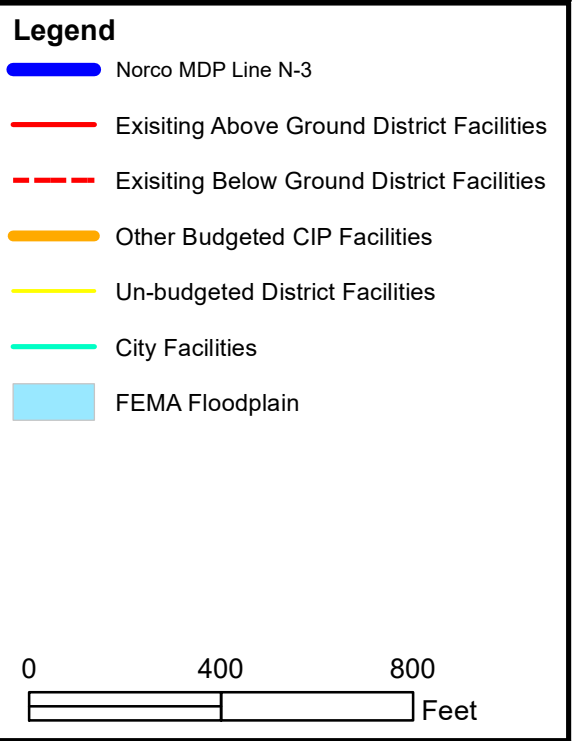 Legend
Norco MDP Line N-3
Exisiting Above Ground District Facilities
Exisiting Below Ground District Facilities
Other Budgeted CIP Facilities
Un-budgeted District Facilities
City Facilities
FEMA Floodplain
0 400 800
Feet